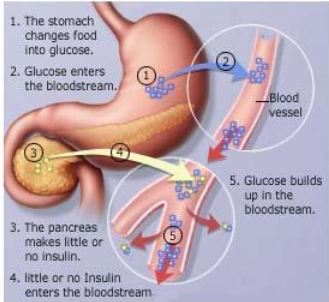 1. The stomach
changes food
into glucose.
2. Glucose enters
the bloodstream.
1
2
Blood
vessel
3
4
5. Glucose builds
up in the
bloodstream.
5
3. The pancreas
makes little or
no insulin.
4. little or no Insulin
enters the bloodstream